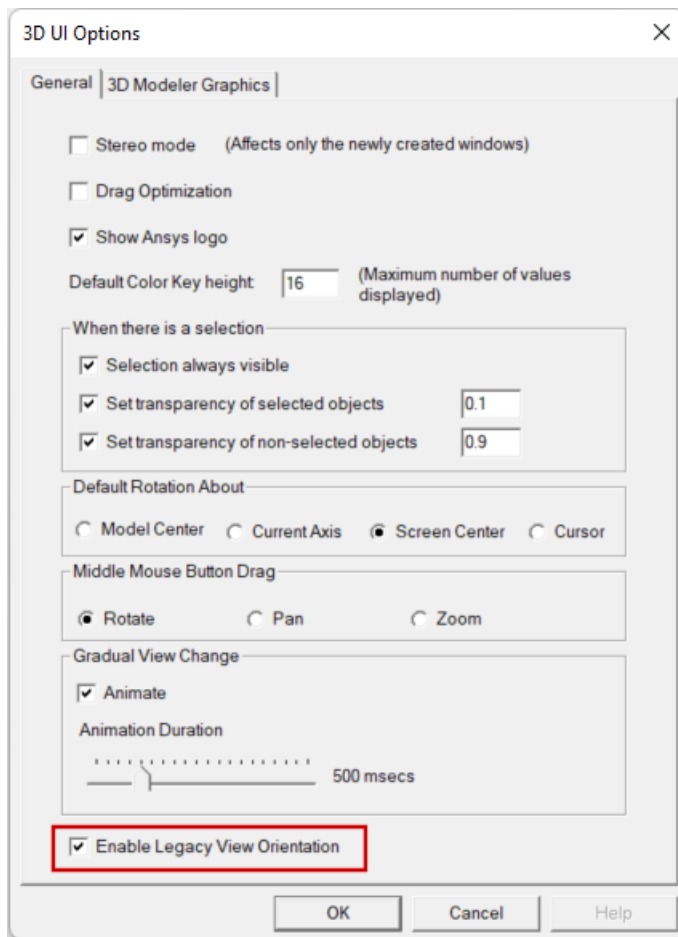 3D UI Options
General 3D Modeler Graphics
Stereo mode (Affects only the newly created windows)
Drag Optimization
Show Ansys logo
Default Color Key height: 16 (Maximum number of values
displayed)
When there is a selection
Selection always visible
Set transparency of selected objects 0.1
Set transparency of non-selected objects 0.9
Default Rotation About
Model Center Current Axis Screen Center Cursor
Middle Mouse Button Drag
Rotate Pan Zoom
Gradual View Change
Animate
Animation Duration
500 msecs
Enable Legacy View Orientation
OK Cancel Help